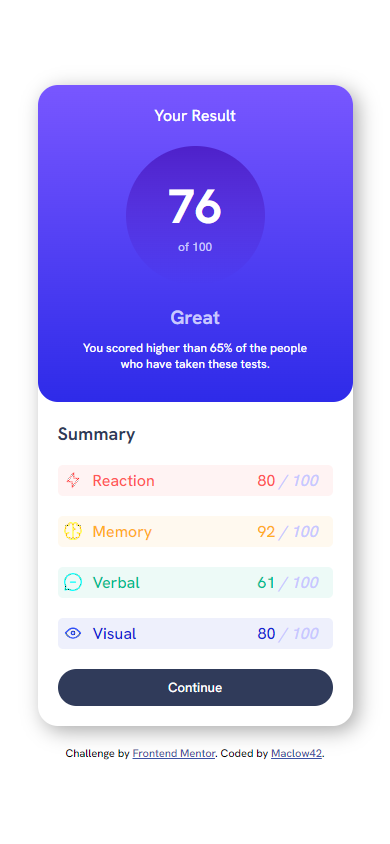 Your Result
76
of 100
Great
You scored higher than 65% of the people
who have taken these tests.
Summary
Reaction 80 / 100
Memory 92 / 100
Verbal 61 / 100
Visual 80 / 100
Continue
Challenge by Frontend Mentor. Coded by Maclow42.